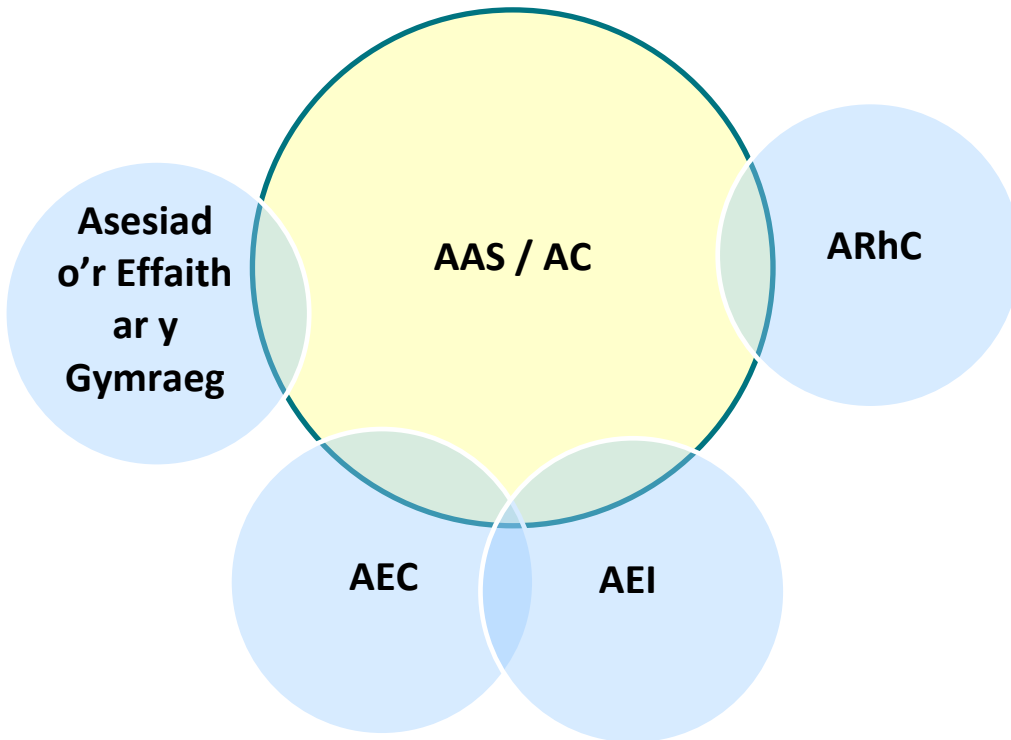 Asesiad
o’r Effaith
ar y
Gymraeg
AAS / AC
ARhC
AEC
AEI